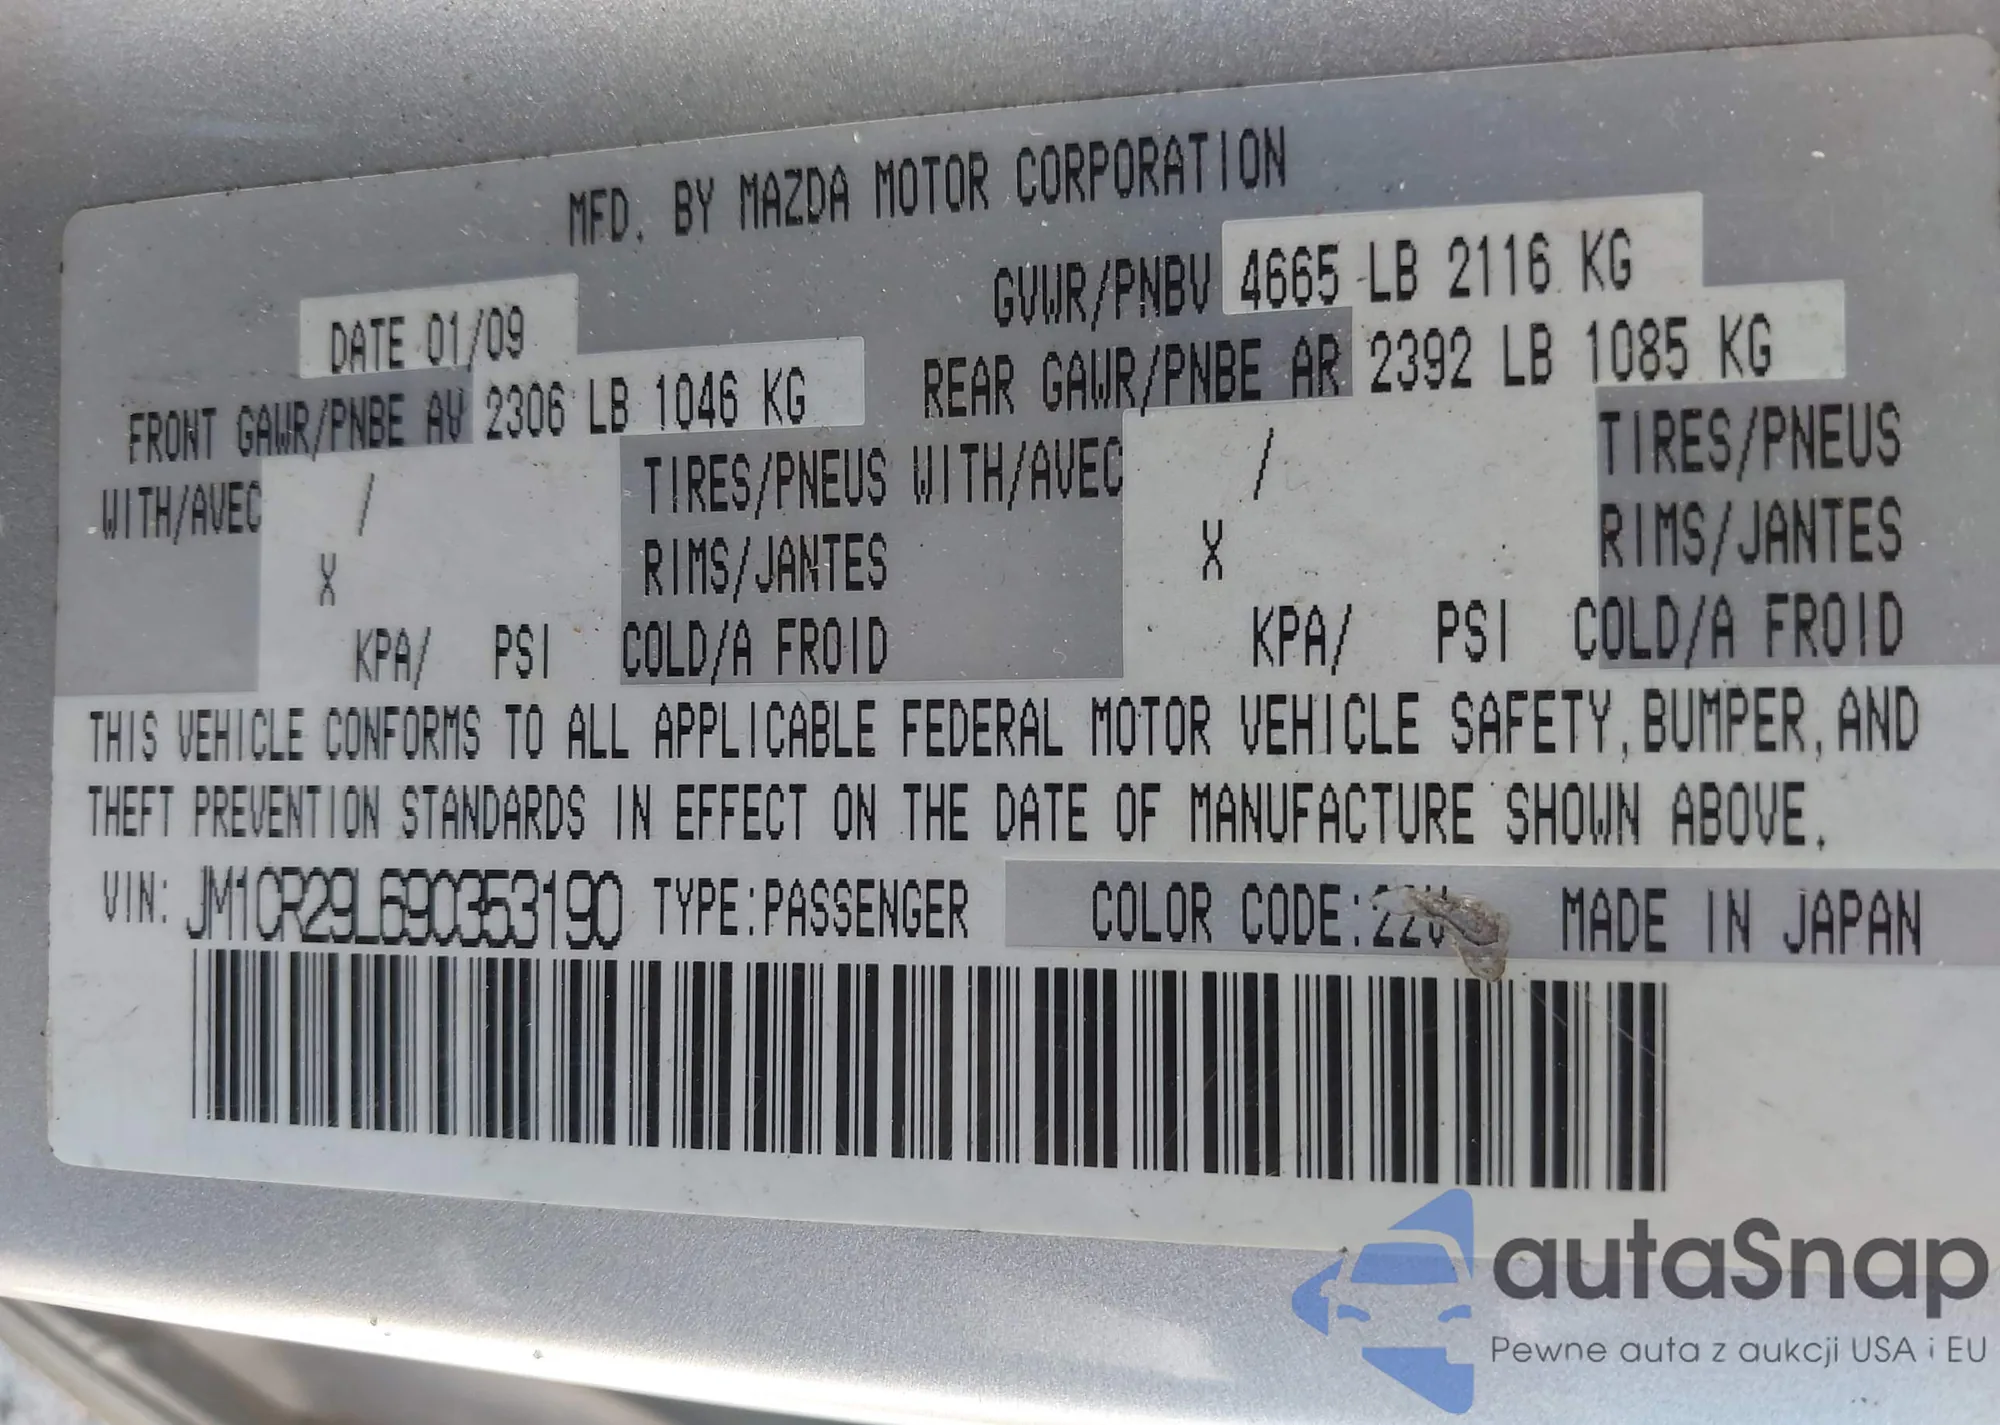 MFD. BY MAZDA MOTOR CORPORATION
DATE 01/09 GVWR/PNBV 4665 LB 2116 KG
FRONT GAWR/PNBE AV 2306 LB 1046 KG REAR GAWR/PNBE AR 2392 LB 1085 KG
WITH/AVEC / TIRES/PNEUS WITH/AVEC / TIRES/PNEUS
X RIMS/JANTES X RIMS/JANTES
KPA/ PSI COLD/A FROID KPA/ PSI COLD/A FROID
THIS VEHICLE CONFORMS TO ALL APPLICABLE FEDERAL MOTOR VEHICLE SAFETY, BUMPER, AND
THEFT PREVENTION STANDARDS IN EFFECT ON THE DATE OF MANUFACTURE SHOWN ABOVE.
VIN: JM1CR29L690353190 TYPE:PASSENGER COLOR CODE:22V MADE IN JAPAN
autaSnap
Pewne auta z aukcji USA i EU